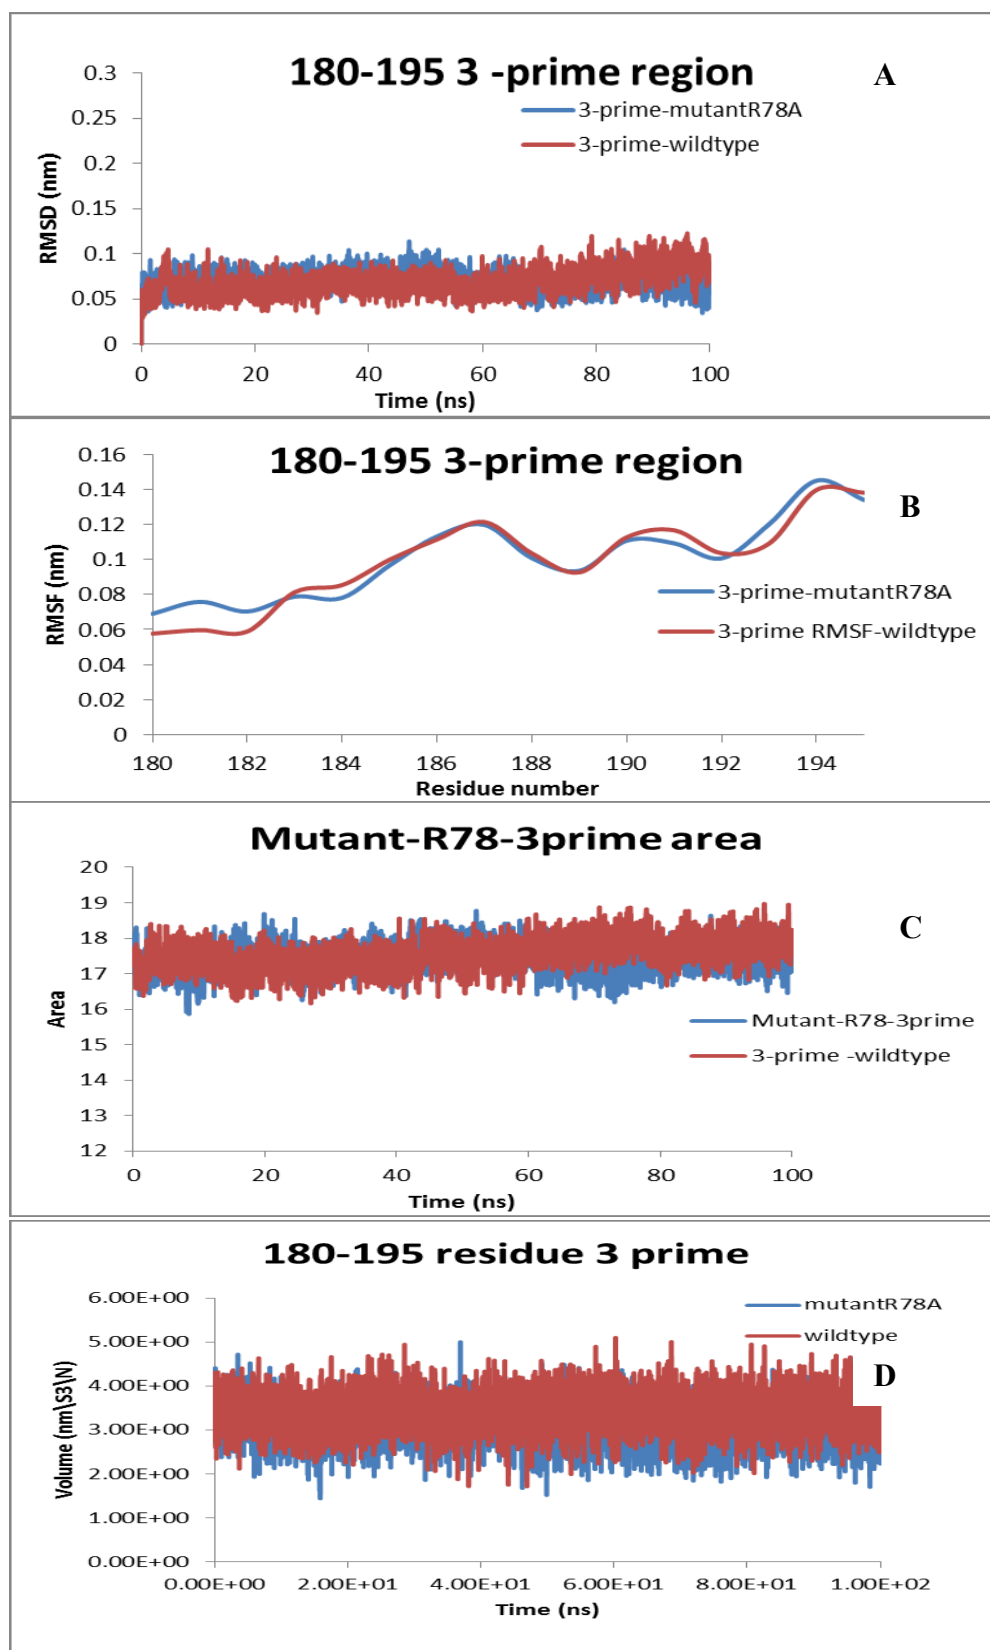 180-195 3 -prime region
A
3-prime-mutantR78A
3-prime-wildtype
0.3
0.25
0.2
0.15
0.1
0.05
0
RMSD (nm)
0 20 40 60 80 100
Time (ns)
180-195 3-prime region
B
0.16
0.14
0.12
0.1
0.08
0.06
0.04
0.02
0
RMSF (nm)
3-prime-mutantR78A
3-prime RMSF-wildtype
180 182 184 186 188 190 192 194
Residue number
Mutant-R78-3prime area
C
20
19
18
17
16
15
14
13
12
Area
Mutant-R78-3prime
3-prime -wildtype
0 20 40 60 80 100
Time (ns)
180-195 residue 3 prime
mutantR78A
wildtype
D
6.00E+00
5.00E+00
4.00E+00
3.00E+00
2.00E+00
1.00E+00
0.00E+00
Volume (nm\S3\N)
0.00E+00 2.00E+01 4.00E+01 6.00E+01 8.00E+01 1.00E+02
Time (ns)